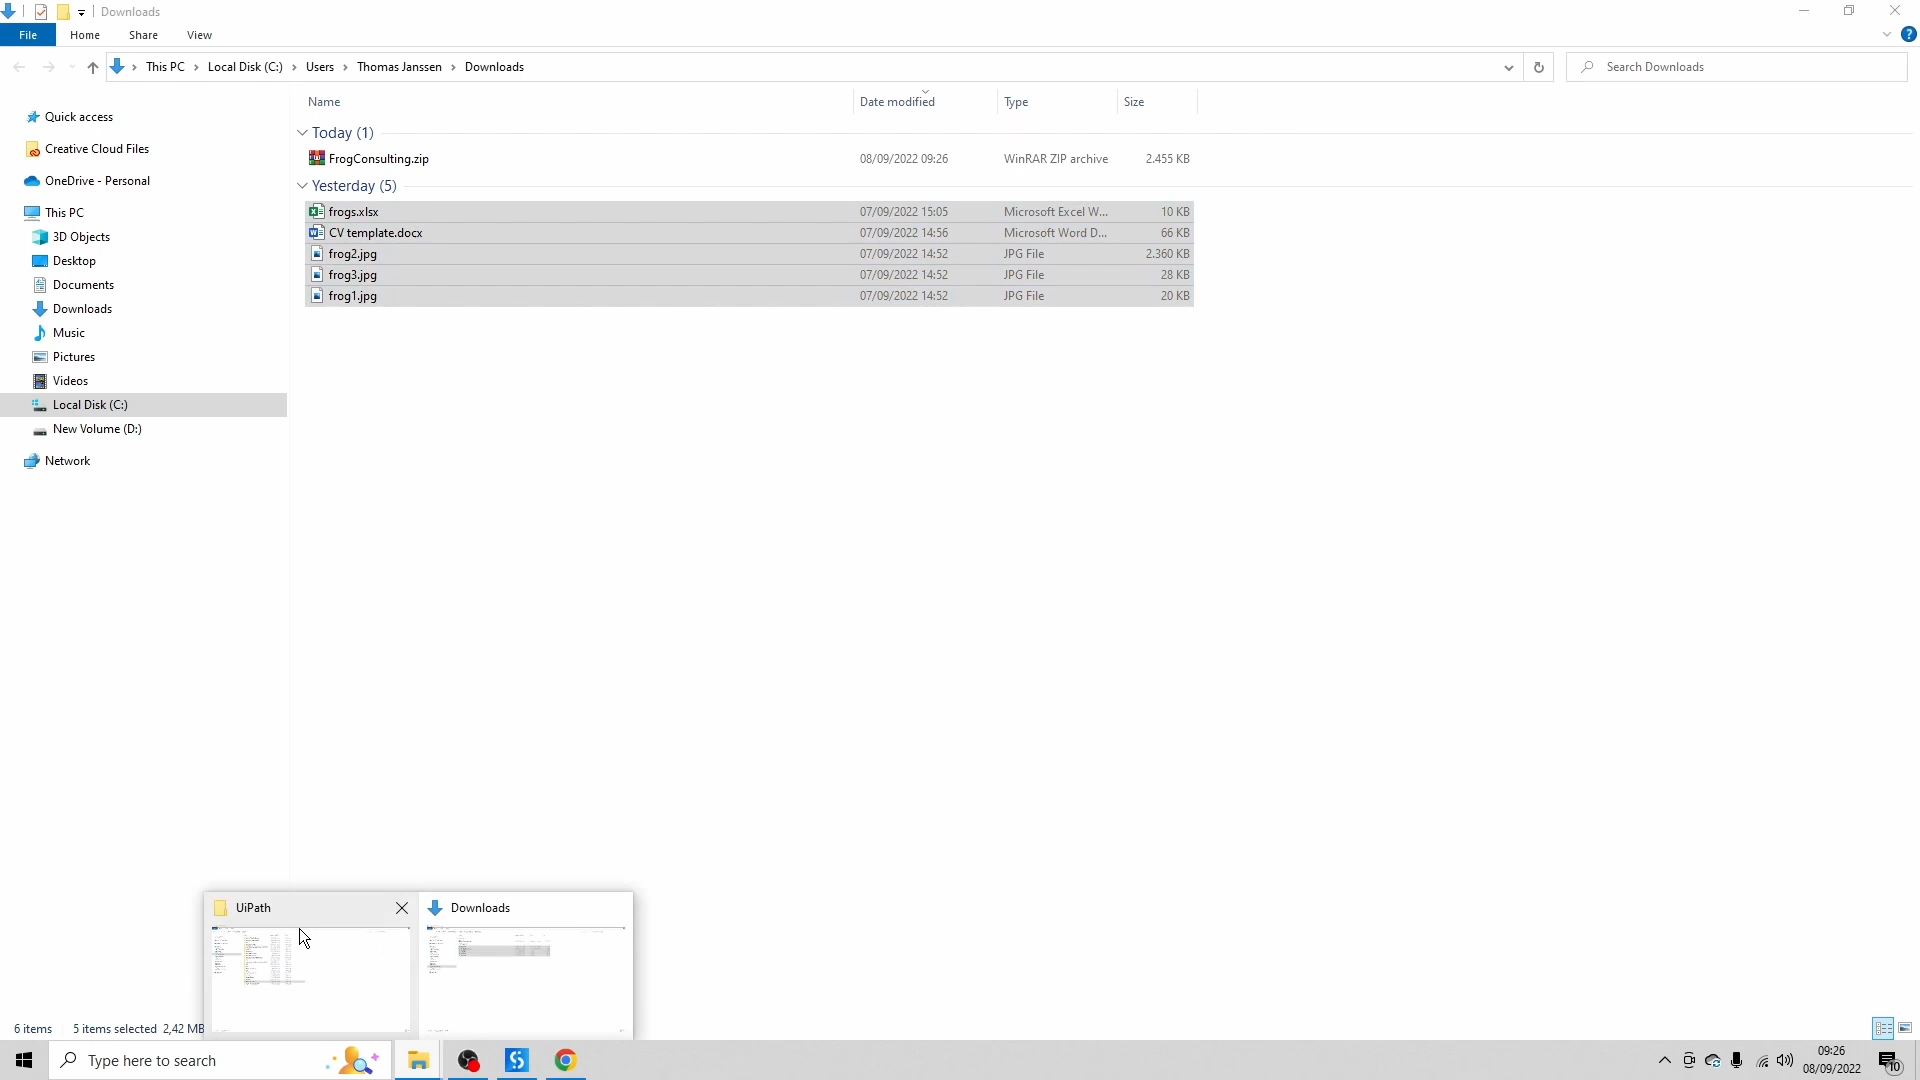 Downloads
File Home Share View
This PC Local Disk (C:) Users Thomas Janssen Downloads
Search Downloads
Name Date modified Type Size
Quick access
Creative Cloud Files
OneDrive - Personal
This PC
3D Objects
Desktop
Documents
Downloads
Music
Pictures
Videos
Local Disk (C:)
New Volume (D:)
Network
Today (1)
FrogConsulting.zip 08/09/2022 09:26 WinRAR ZIP archive 2.455 KB
Yesterday (5)
frogs.xlsx 07/09/2022 15:05 Microsoft Excel W... 10 KB
CV template.docx 07/09/2022 14:56 Microsoft Word D... 66 KB
frog2.jpg 07/09/2022 14:52 JPG File 2.360 KB
frog3.jpg 07/09/2022 14:52 JPG File 28 KB
frog1.jpg 07/09/2022 14:52 JPG File 20 KB
UiPath Downloads
6 items 5 items selected 2,42 MB
Type here to search
09:26
08/09/2022
10